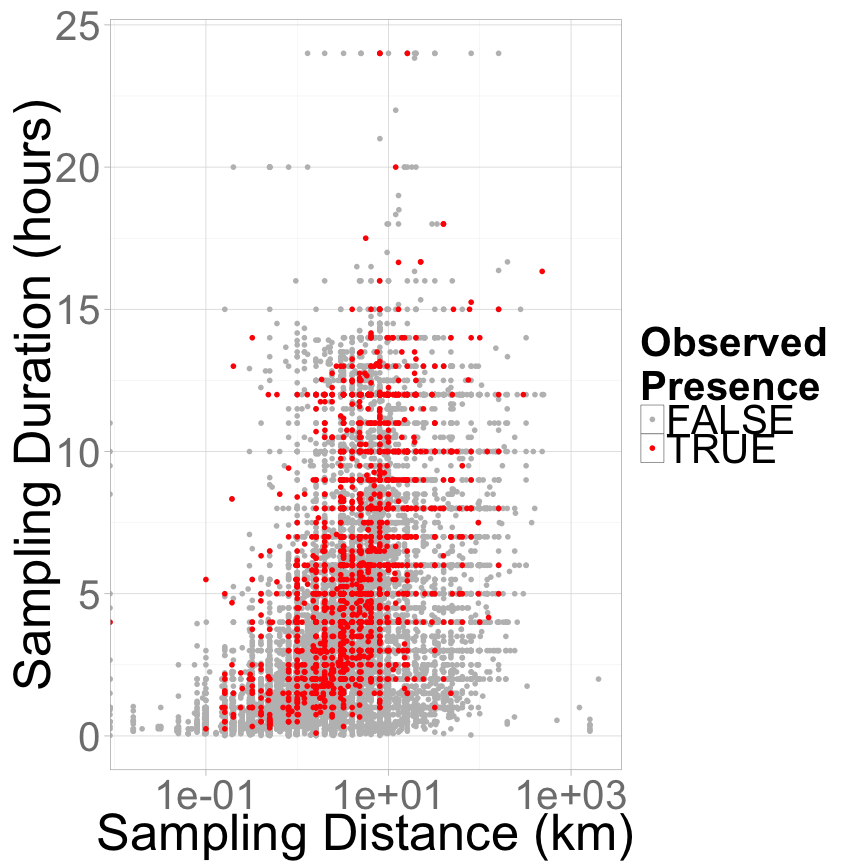 25
20
15
10
5
0
Sampling Duration (hours)
1e-01 1e+01 1e+03
Sampling Distance (km)
Observed
Presence
FALSE
TRUE